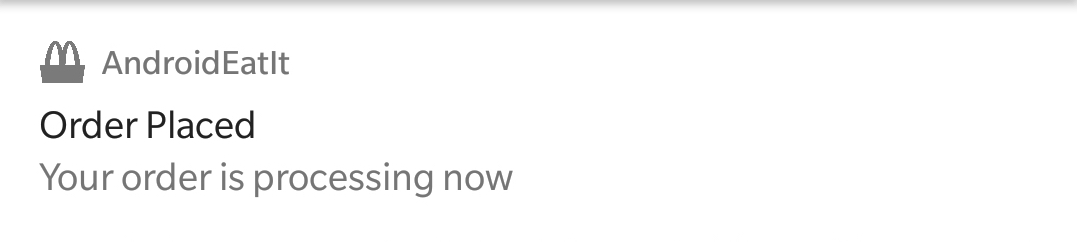 AndroidEatIt
Order Placed
Your order is processing now